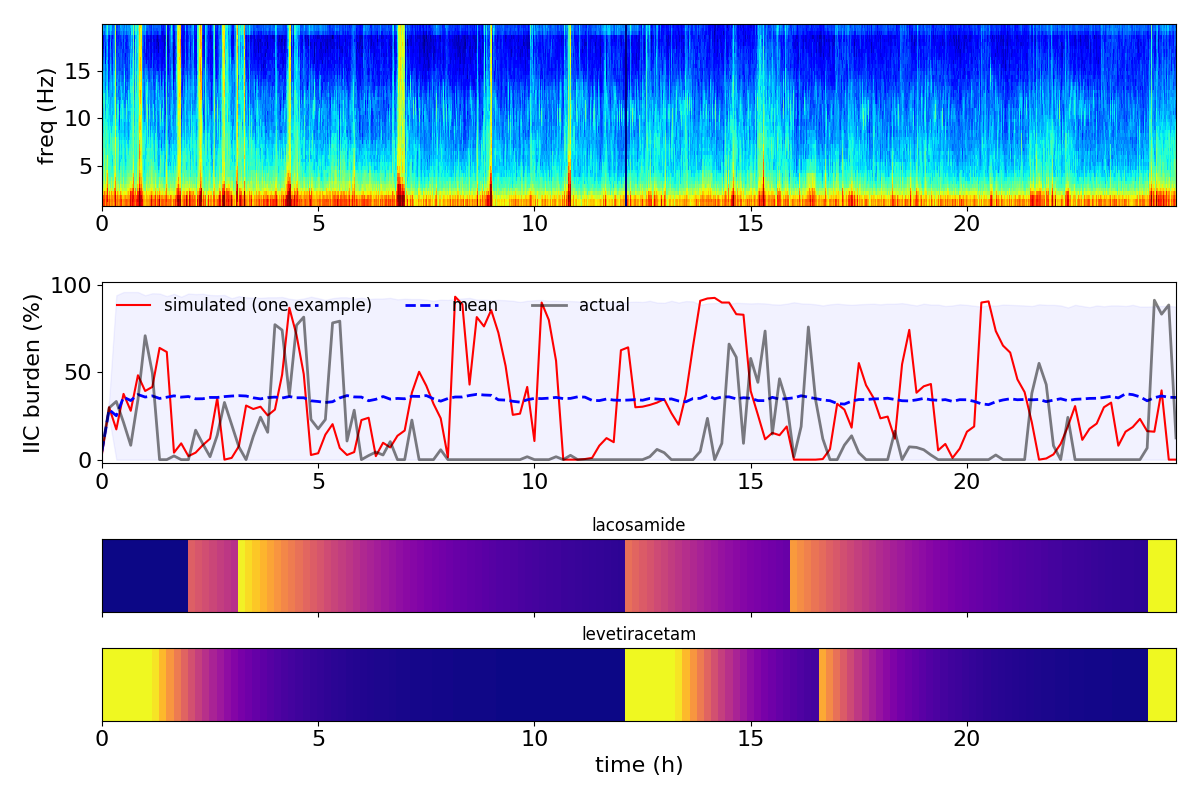 freq (Hz)
15
10
5
0 5 10 15 20
IIC burden (%)
100
50
0
simulated (one example) mean actual
0 5 10 15 20
lacosamide
levetiracetam
0 5 10 15 20
time (h)